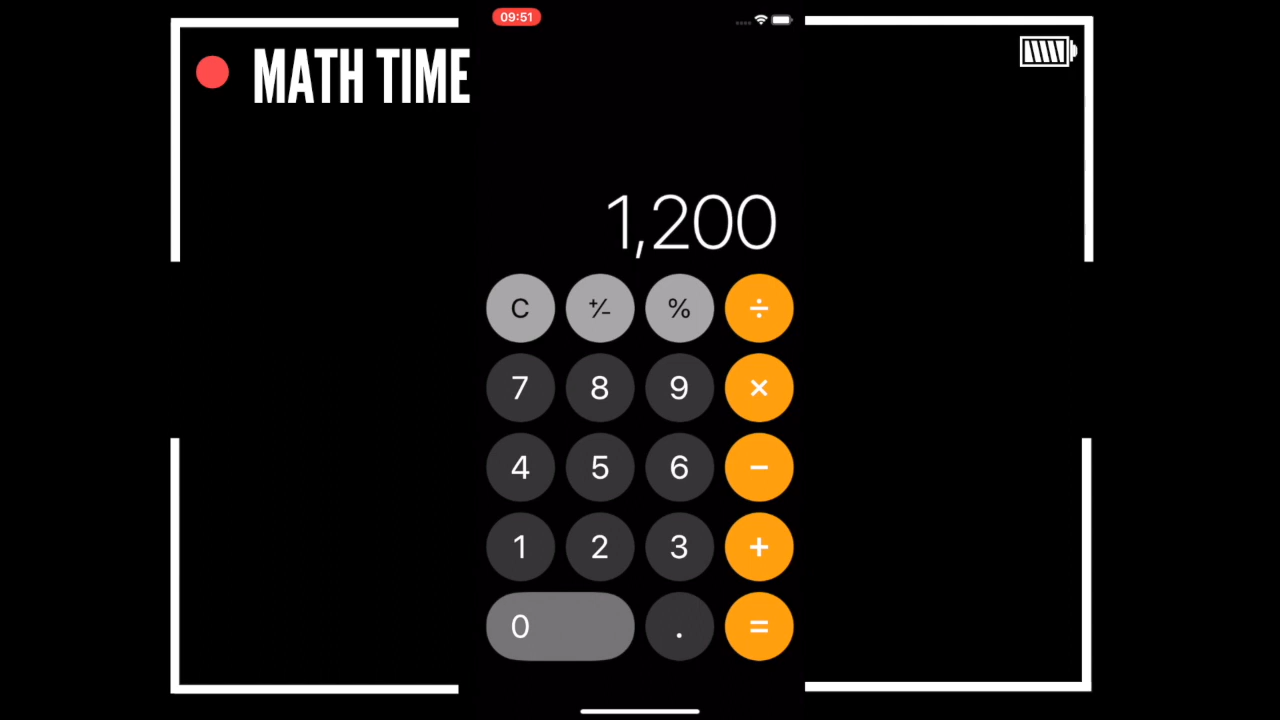 09:51
MATH TIME
1,200
C +/− % ÷
7 8 9 ×
4 5 6 −
1 2 3 +
0 . =